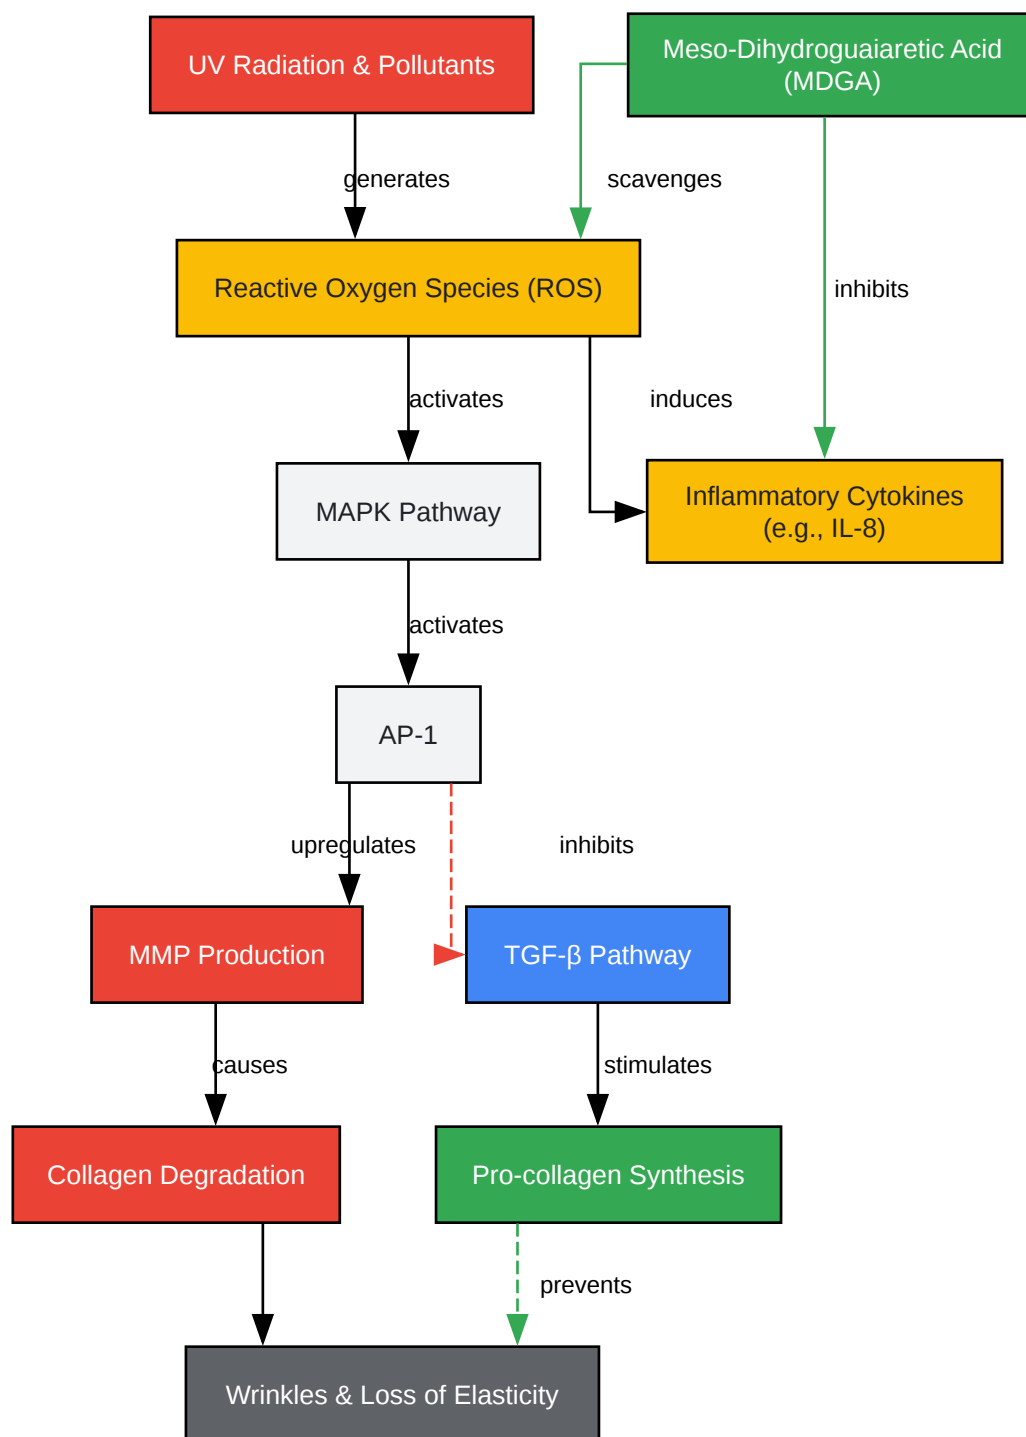 UV Radiation & Pollutants
Meso-Dihydroguaiaretic Acid
(MDGA)
generates
scavenges
Reactive Oxygen Species (ROS)
inhibits
activates
induces
MAPK Pathway
Inflammatory Cytokines
(e.g., IL-8)
activates
AP-1
upregulates
inhibits
MMP Production
TGF-β Pathway
causes
stimulates
Collagen Degradation
Pro-collagen Synthesis
prevents
Wrinkles & Loss of Elasticity